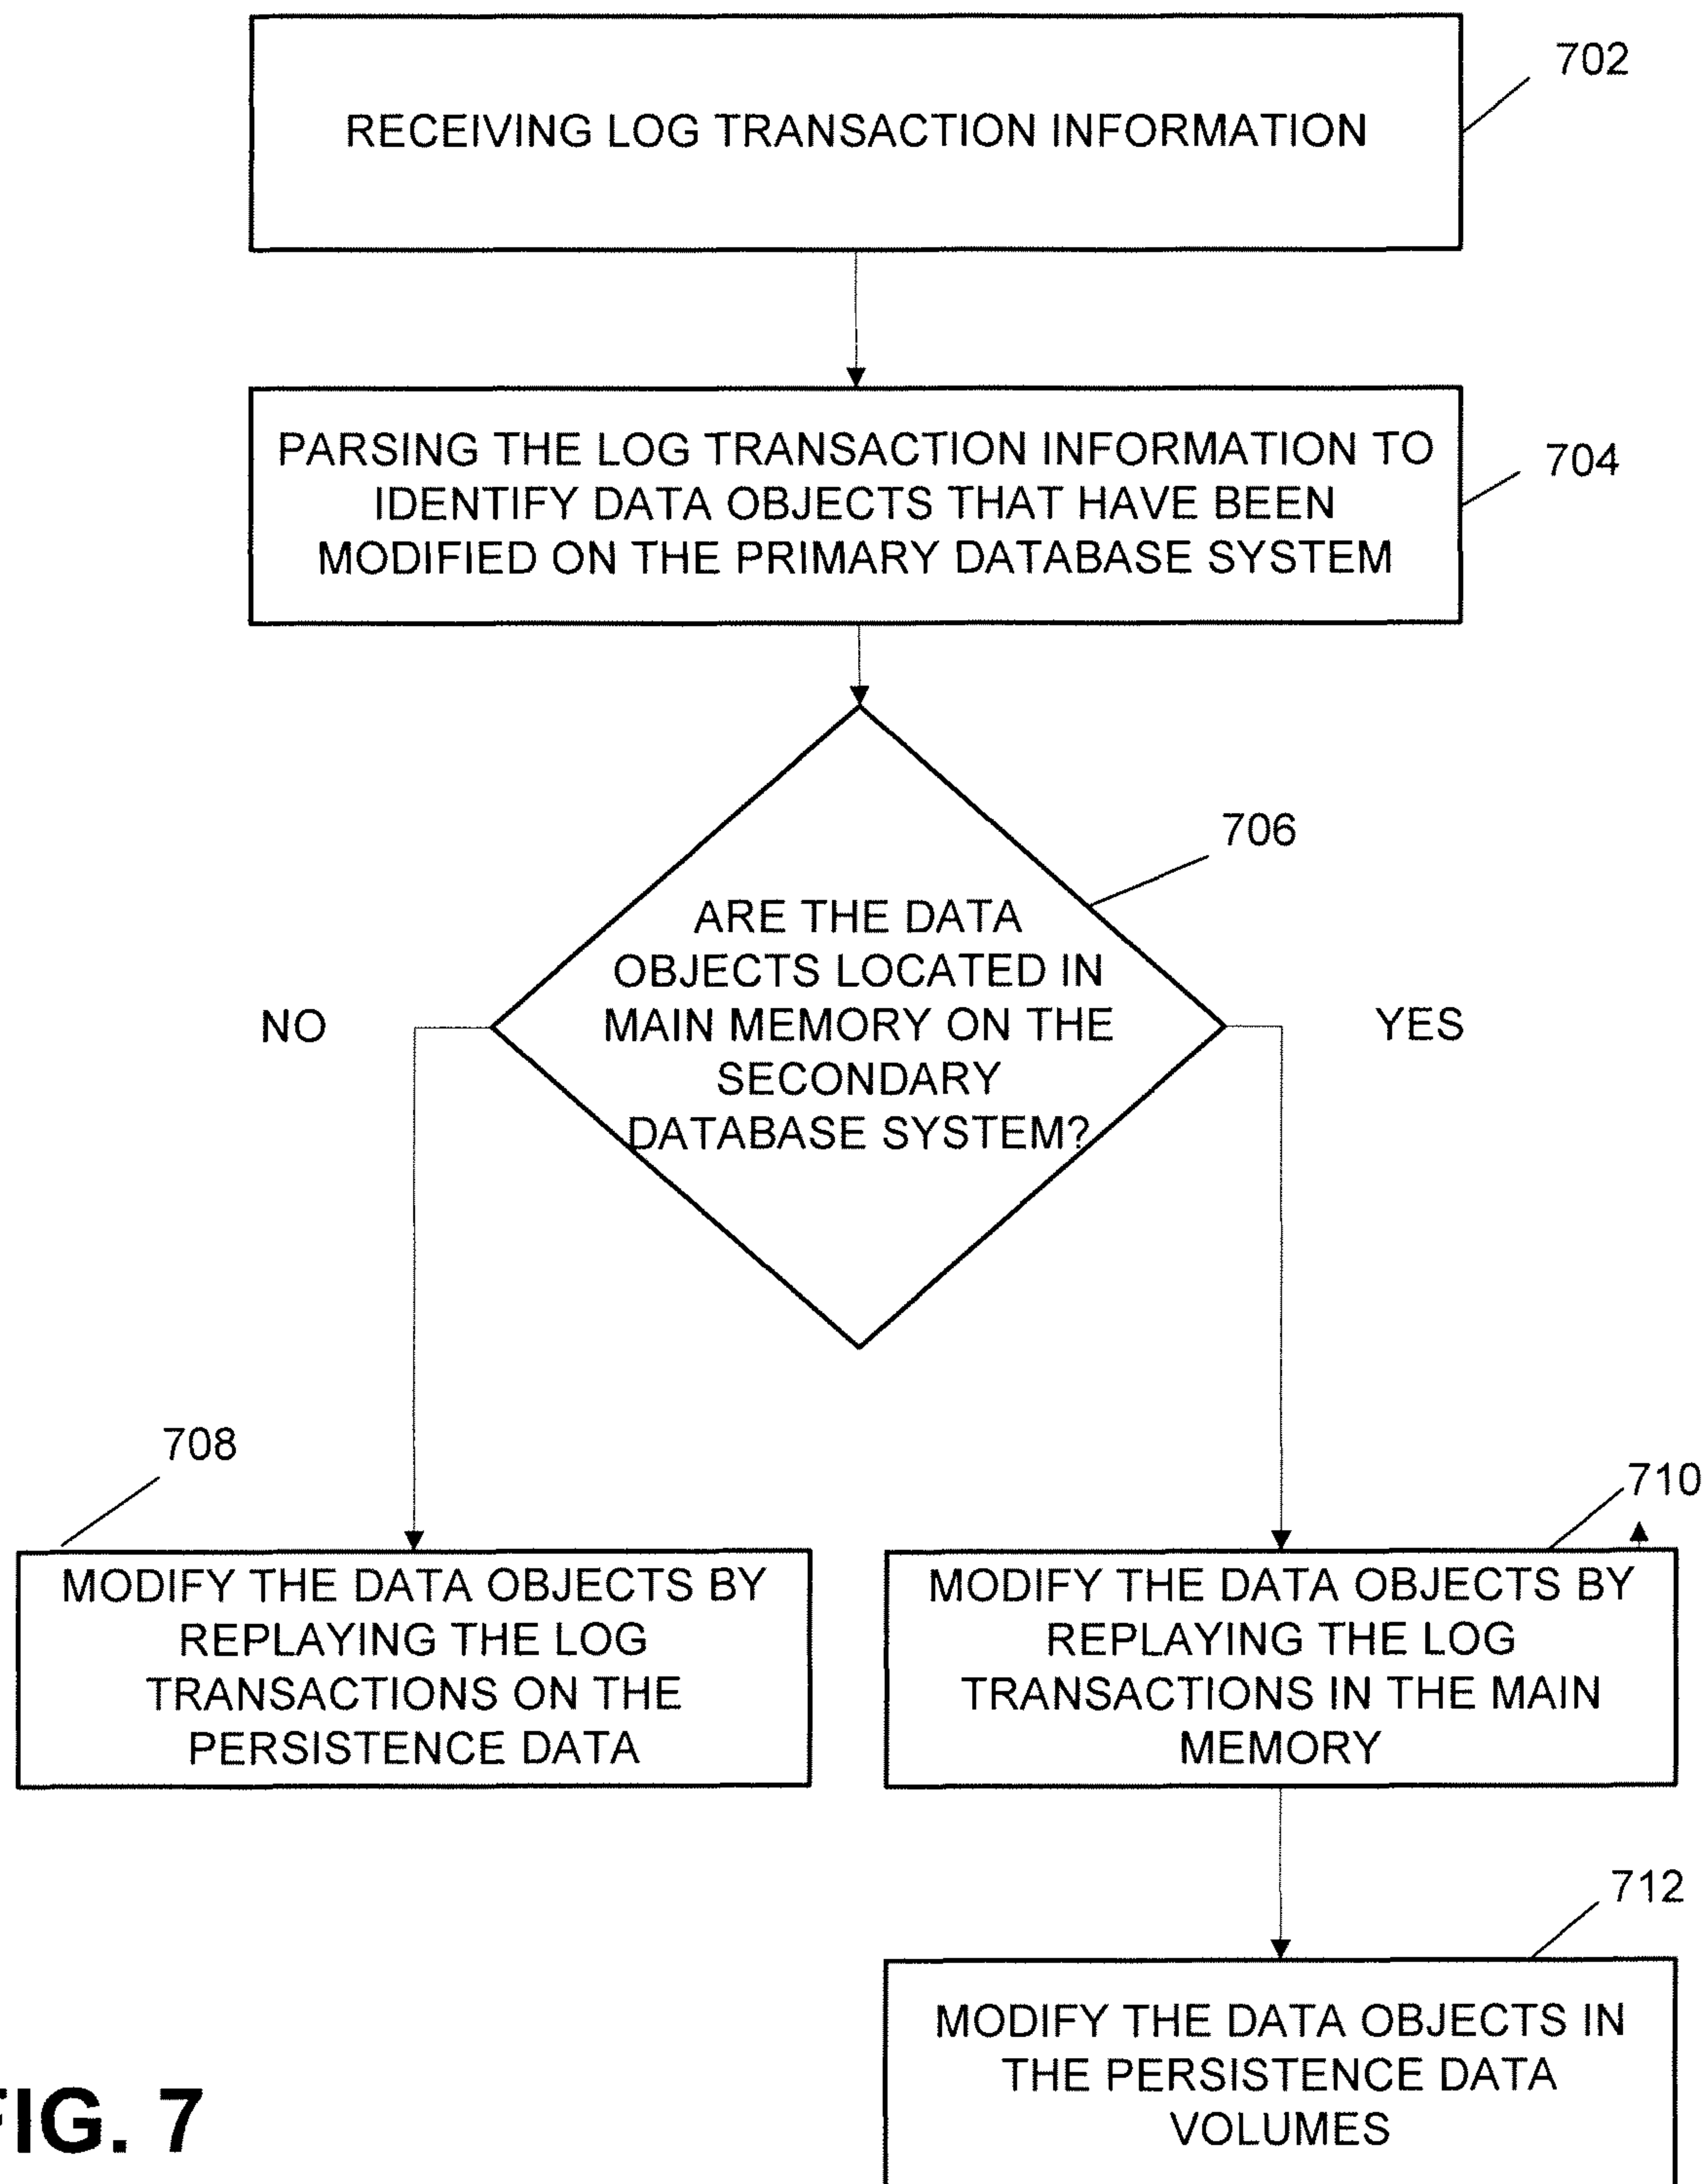 RECEIVING LOG TRANSACTION INFORMATION
702
PARSING THE LOG TRANSACTION INFORMATION TO
IDENTIFY DATA OBJECTS THAT HAVE BEEN
MODIFIED ON THE PRIMARY DATABASE SYSTEM
704
706
ARE THE DATA
OBJECTS LOCATED IN
MAIN MEMORY ON THE
SECONDARY
DATABASE SYSTEM?
NO
YES
708
MODIFY THE DATA OBJECTS BY
REPLAYING THE LOG
TRANSACTIONS ON THE
PERSISTENCE DATA
710
MODIFY THE DATA OBJECTS BY
REPLAYING THE LOG
TRANSACTIONS IN THE MAIN
MEMORY
712
MODIFY THE DATA OBJECTS IN
THE PERSISTENCE DATA
VOLUMES
FIG. 7